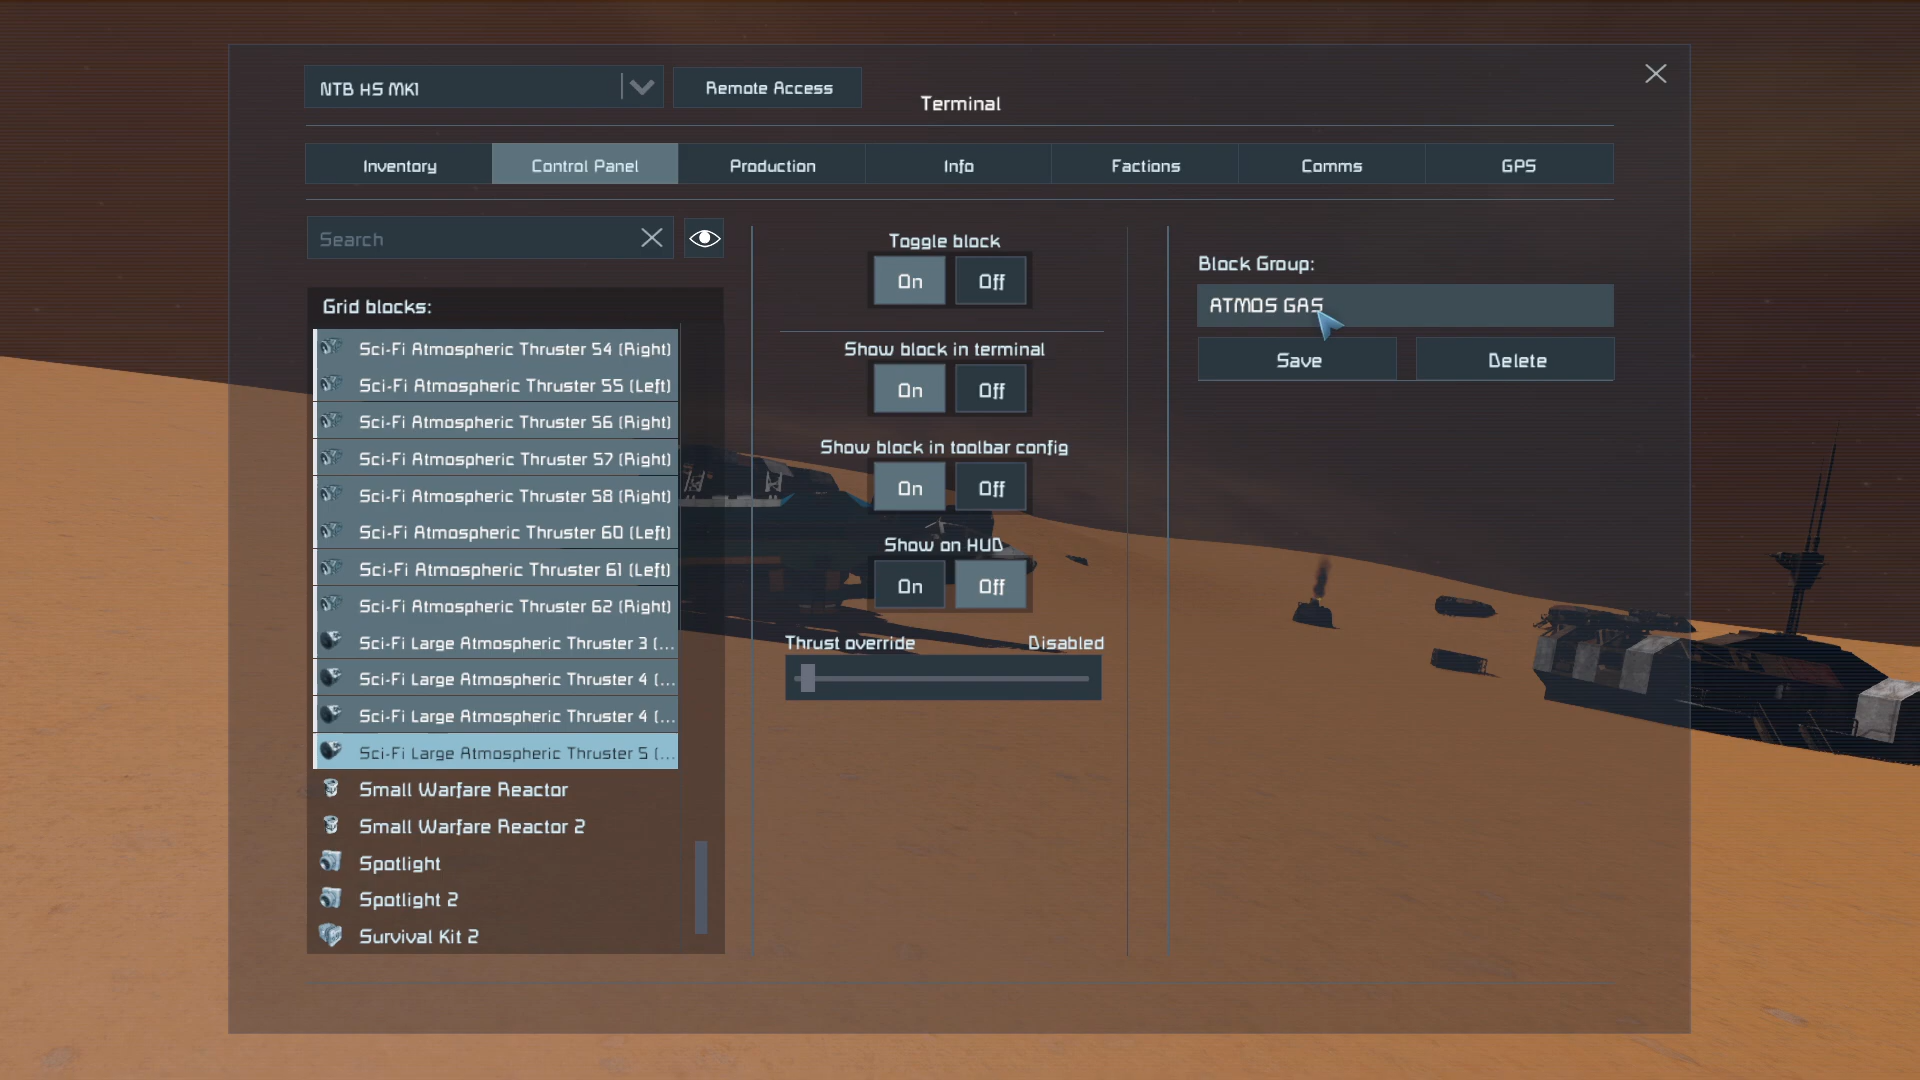 NTB HS MK1
Remote Access
Terminal
Inventory
Control Panel
Production
Info
Factions
Comms
GPS
Search
Grid blocks:
Sci-Fi Atmospheric Thruster 54 (Right)
Sci-Fi Atmospheric Thruster 55 (Left)
Sci-Fi Atmospheric Thruster 56 (Right)
Sci-Fi Atmospheric Thruster 57 (Right)
Sci-Fi Atmospheric Thruster 58 (Right)
Sci-Fi Atmospheric Thruster 60 (Left)
Sci-Fi Atmospheric Thruster 61 (Left)
Sci-Fi Atmospheric Thruster 62 (Right)
Sci-Fi Large Atmospheric Thruster 3 (...
Sci-Fi Large Atmospheric Thruster 4 (...
Sci-Fi Large Atmospheric Thruster 4 (...
Sci-Fi Large Atmospheric Thruster 5 (...
Small Warfare Reactor
Small Warfare Reactor 2
Spotlight
Spotlight 2
Survival Kit 2
Toggle block
On
Off
Show block in terminal
On
Off
Show block in toolbar config
On
Off
Show on HUD
On
Off
Thrust override
Disabled
Block Group:
ATMOS GAS
Save
Delete